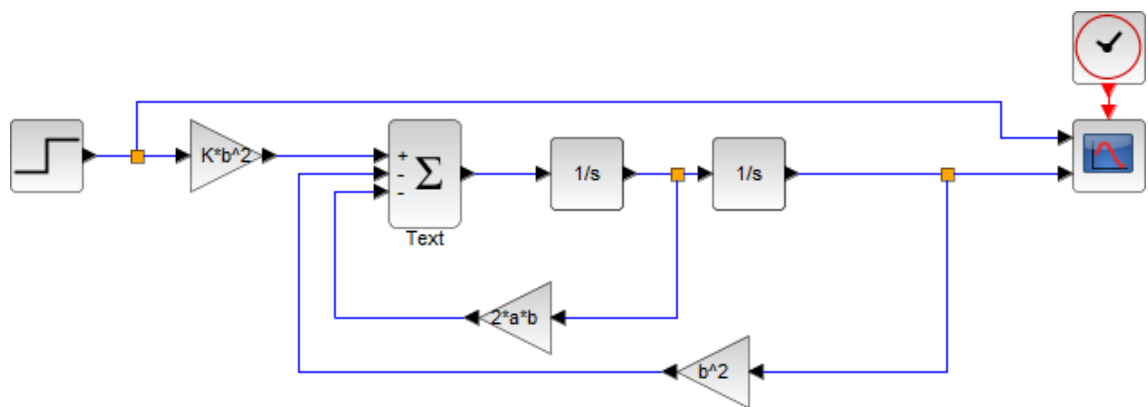 K*b^2
+
-
-
Σ
Text
1/s
1/s
2*a*b
b^2